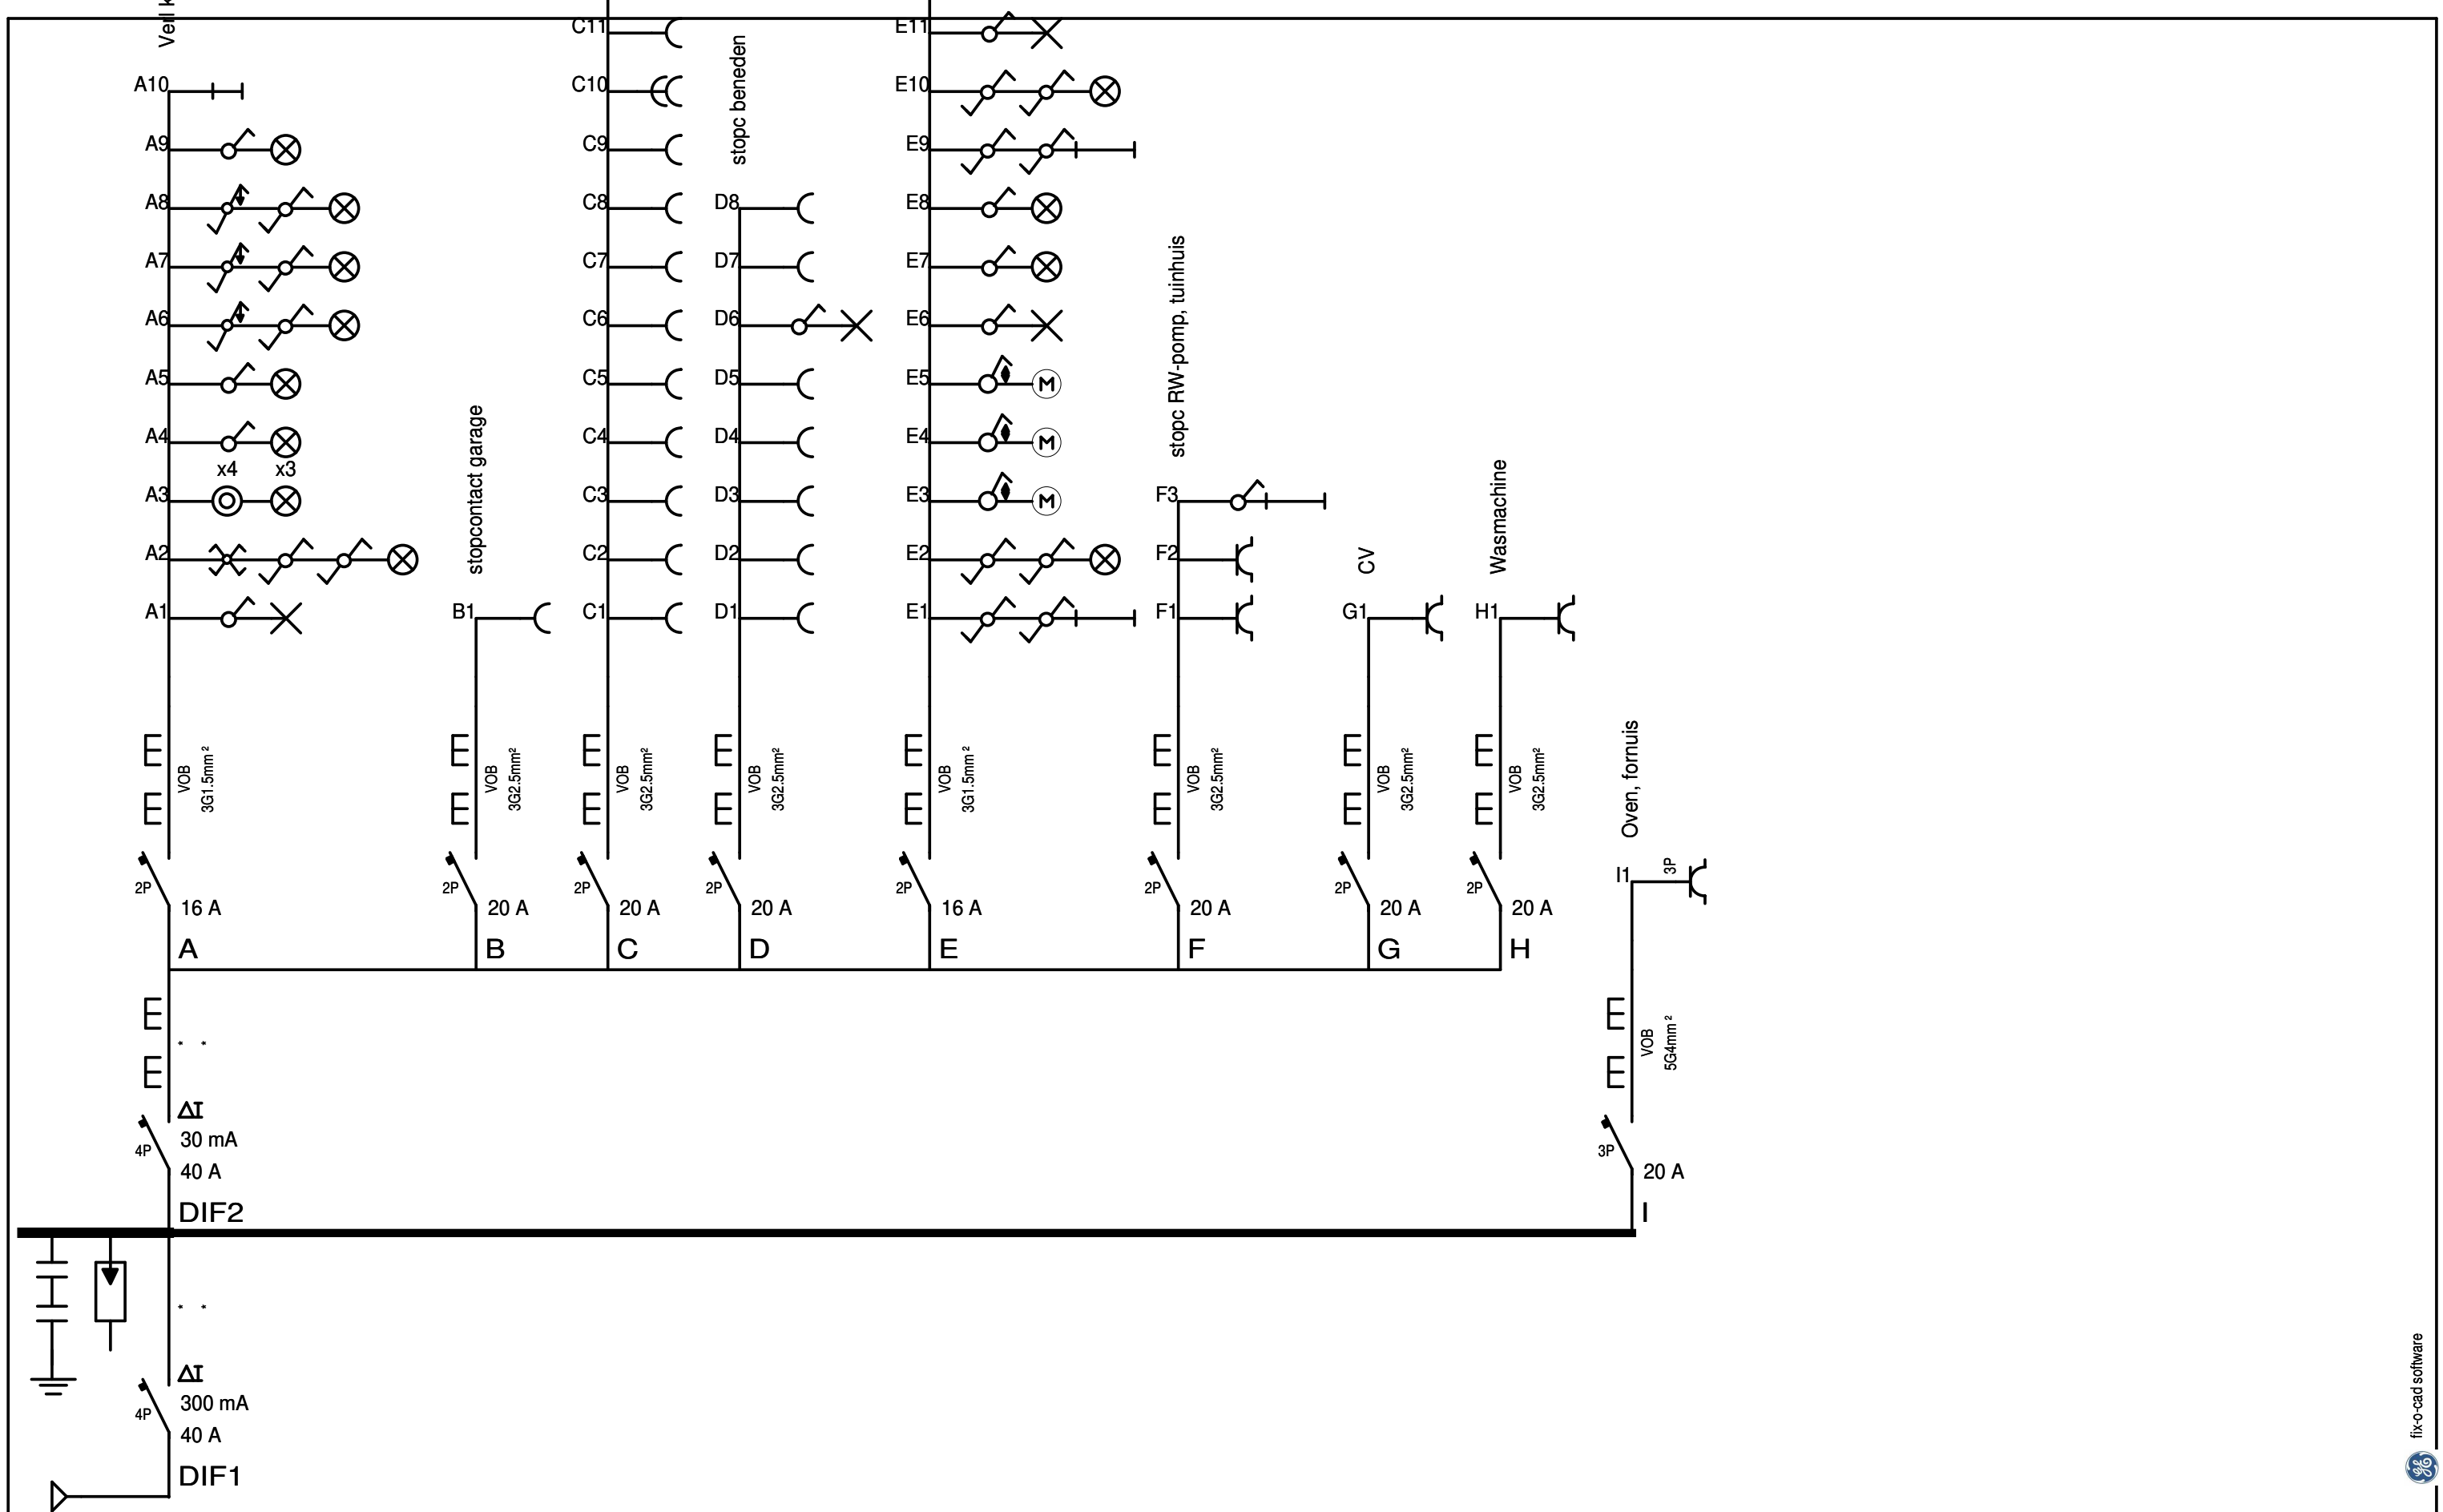 Verl
C11
E11
A10
C10
stopc beneden
E10
A9
C9
E9
A8
C8
D8
E8
A7
C7
D7
E7
stopc RW-pomp, tuinhuis
A6
C6
D6
E6
A5
C5
D5
E5
M
A4
stopcontact garage
C4
D4
E4
M
x4 x3
A3
C3
D3
E3
M
F3
Wasmachine
A2
C2
D2
E2
F2
CV
A1
B1
C1
D1
E1
F1
G1
H1
Oven, fornuis
VOB
3G1.5mm²
VOB
3G2.5mm²
VOB
3G2.5mm²
VOB
3G2.5mm²
VOB
3G1.5mm²
VOB
3G2.5mm²
VOB
3G2.5mm²
VOB
3G2.5mm²
I1
3P
2P
16 A
2P
20 A
2P
20 A
2P
20 A
2P
16 A
2P
20 A
2P
20 A
2P
20 A
A
B
C
D
E
F
G
H
* *
VOB
5G4mm²
ΔI
30 mA
4P
40 A
DIF2
3P
20 A
I
* *
ΔI
300 mA
4P
40 A
DIF1
fix-o-cad software